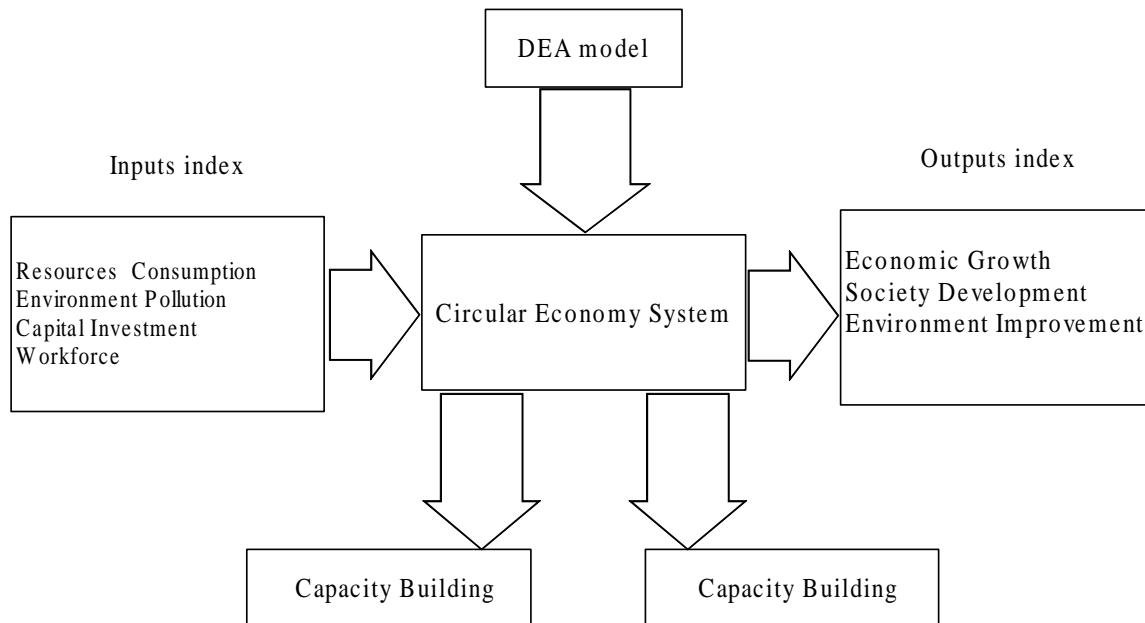 DEA model
Inputs index
Outputs index
Resources Consumption
Environment Pollution
Capital Investment
Workforce
Circular Economy System
Economic Growth
Society Development
Environment Improvement
Capacity Building
Capacity Building